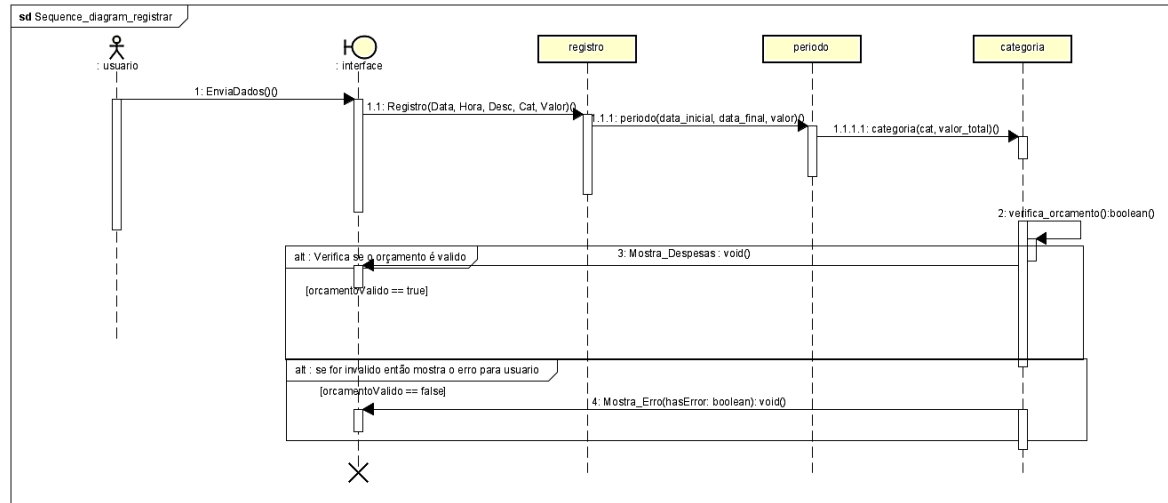 sd Sequence_diagram_registrar
: usuario
: interface
registro
periodo
categoria
1: EnviaDados()()
1.1: Registro(Data, Hora, Desc, Cat, Valor)()
1.1.1: periodo(data_inicial, data_final, valor)()
1.1.1.1: categoria(cat, valor_total)()
2: verifica_orcamento():boolean()
alt : Verifica se o orçamento é valido
3: Mostra_Despesas : void()
[orcamentoValido == true]
alt : se for invalido então mostra o erro para usuario
[orcamentoValido == false]
4: Mostra_Erro(hasError: boolean): void()